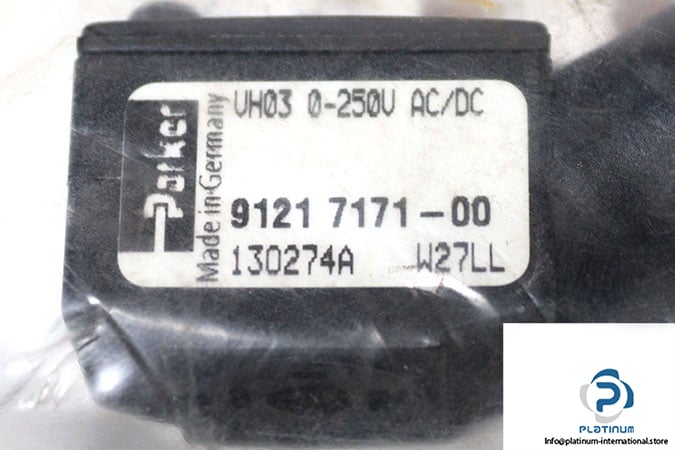 VH03 0-250V AC/DC
Parker
Made in Germany
9121 7171-00
130274A W27LL
PLATINUM
Info@platinum-international.store